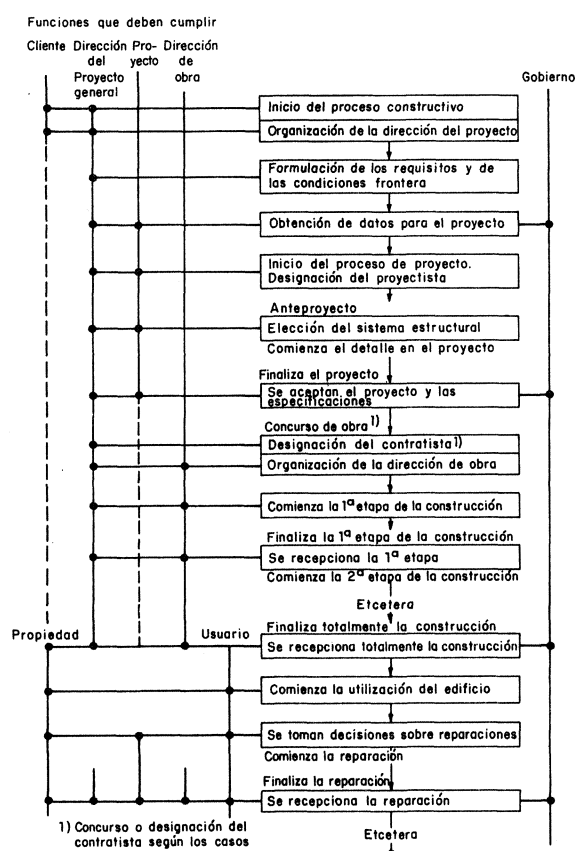 Funciones que deben cumplir
Cliente Dirección Pro- Dirección
del yecto de
Proyecto obra
general
Gobierno
Inicio del proceso constructivo
Organización de la dirección del proyecto
Formulación de los requisitos y de
las condiciones frontera
Obtención de datos para el proyecto
Inicio del proceso de proyecto.
Designación del proyectista
Anteproyecto
Elección del sistema estructural
Comienza el detalle en el proyecto
Finaliza el proyecto
Se aceptan el proyecto y las
especificaciones
Concurso de obra 1)
Designación del contratista 1)
Organización de la dirección de obra
Comienza la 1ª etapa de la construcción
Finaliza la 1ª etapa de la construcción
Se recepciona la 1ª etapa
Comienza la 2ª etapa de la construcción
Etcetera
Finaliza totalmente la construcción
Propiedad Usuario
Se recepciona totalmente la construcción
Comienza la utilización del edificio
Se toman decisiones sobre reparaciones
Comienza la reparación
Finaliza la reparación
Se recepciona la reparación
1) Concurso o designación del
contratista según los casos
Etcetera